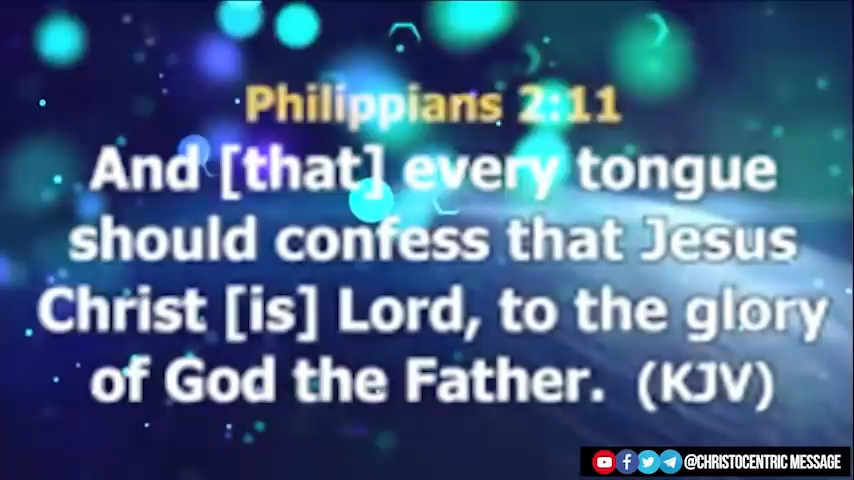 Philippians 2:11
And [that] every tongue
should confess that Jesus
Christ [is] Lord, to the glory
of God the Father. (KJV)
@CHRISTOCENTRIC MESSAGE